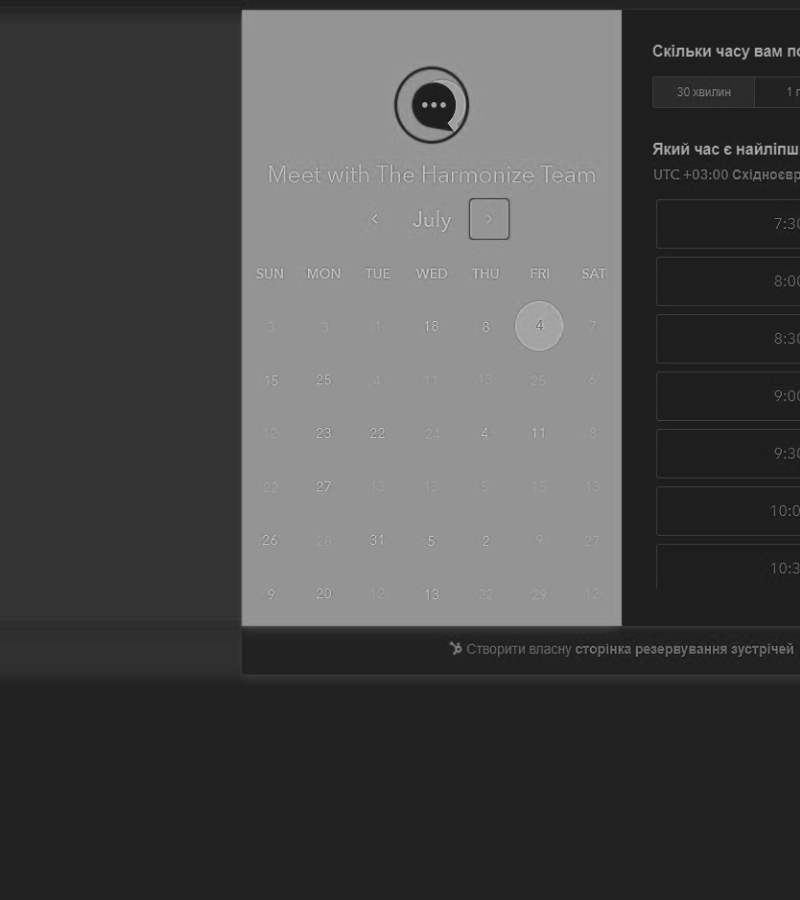 Meet with The Harmonize Team
July
SUN MON TUE WED THU FRI SAT
3 3 1 18 8 4 7
15 25 4 11 13 25 6
12 23 22 24 4 11 8
22 27 13 13 5 15 13
26 28 31 5 2 9 27
9 20 12 13 22 29 12
Скільки часу вам по
30 хвилин 1 г
Який час є найліпш
UTC +03:00 Східноєвр
7:30
8:00
8:30
9:00
9:30
10:0
10:3
Створити власну сторінка резервування зустрічей